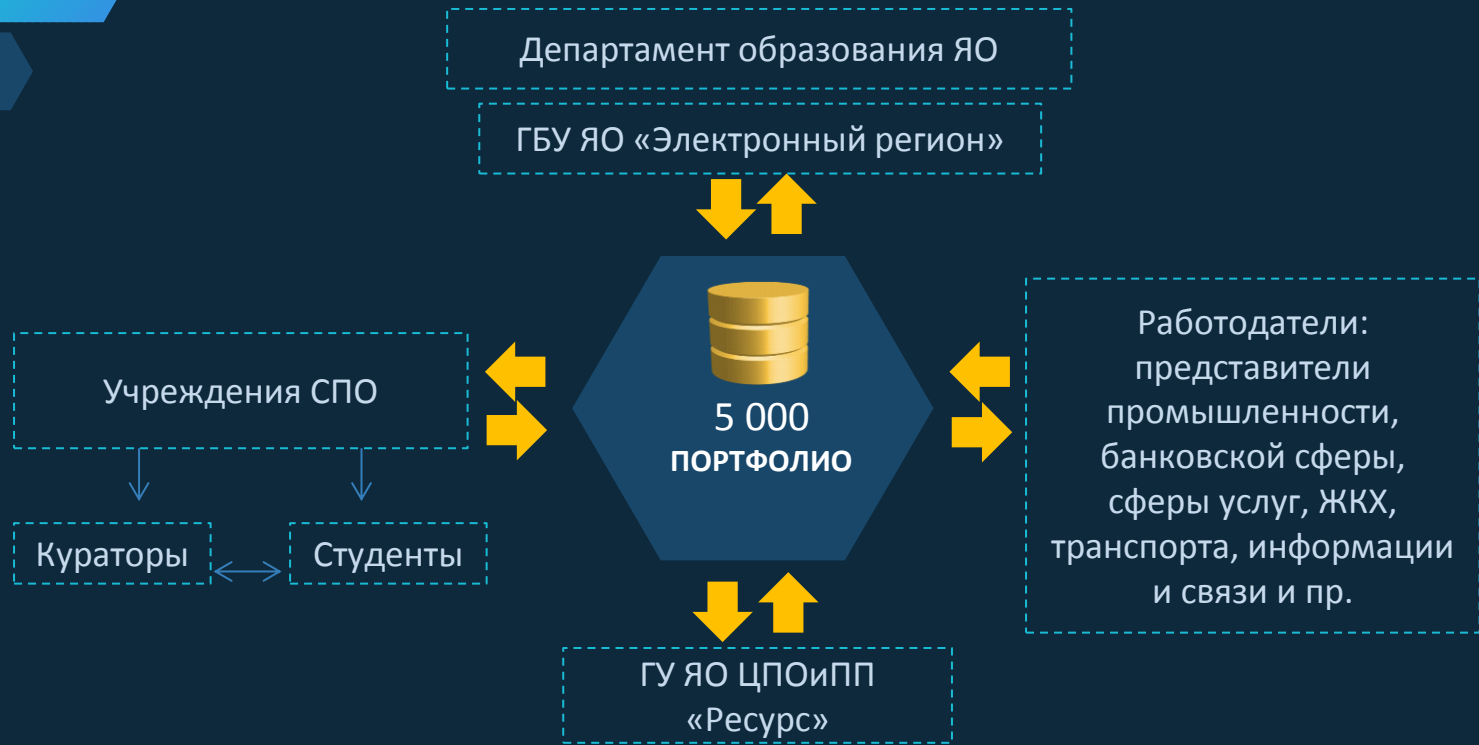 Департамент образования ЯО
ГБУ ЯО «Электронный регион»
Учреждения СПО
Кураторы
Студенты
5 000
ПОРТФОЛИО
Работодатели:
представители
промышленности,
банковской сферы,
сферы услуг, ЖКХ,
транспорта, информации
и связи и пр.
ГУ ЯО ЦПОиПП
«Ресурс»